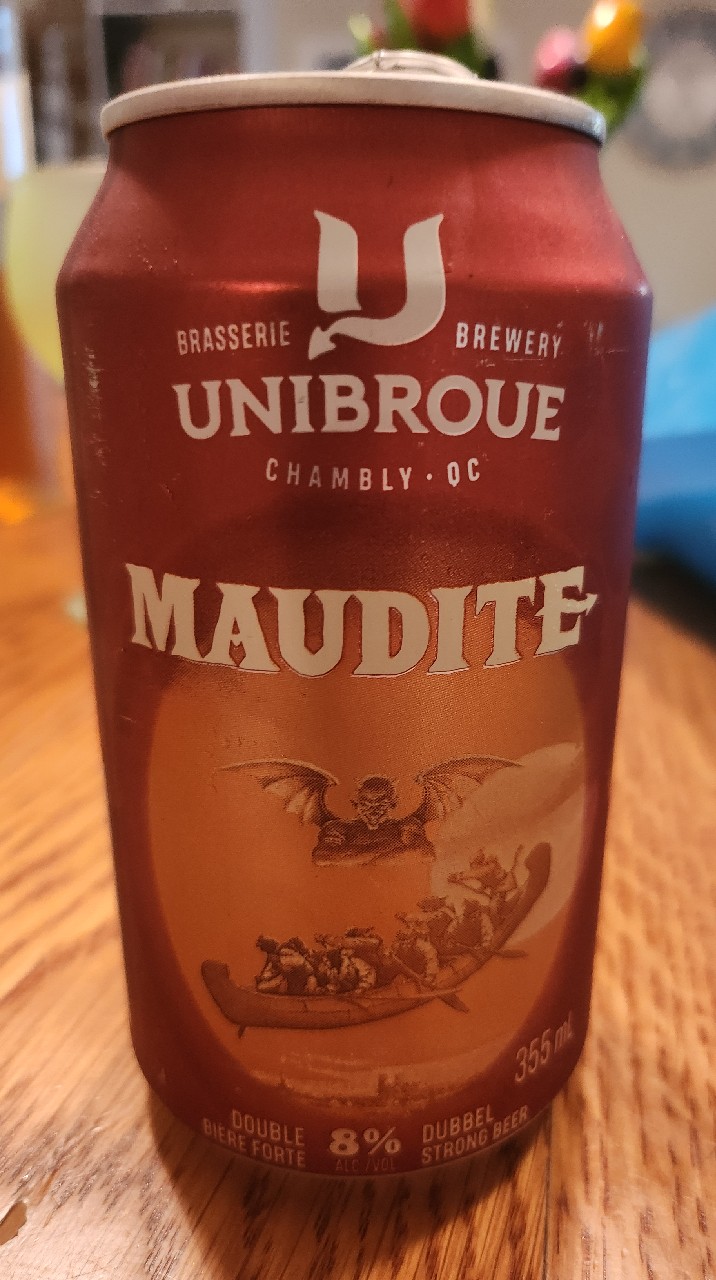 BRASSERIE BREWERY
UNIBROUE
CHAMBLY · QC
MAUDITE
355 mL
DOUBLE
BIÈRE FORTE
8%
ALC./VOL
DUBBEL
STRONG BEER